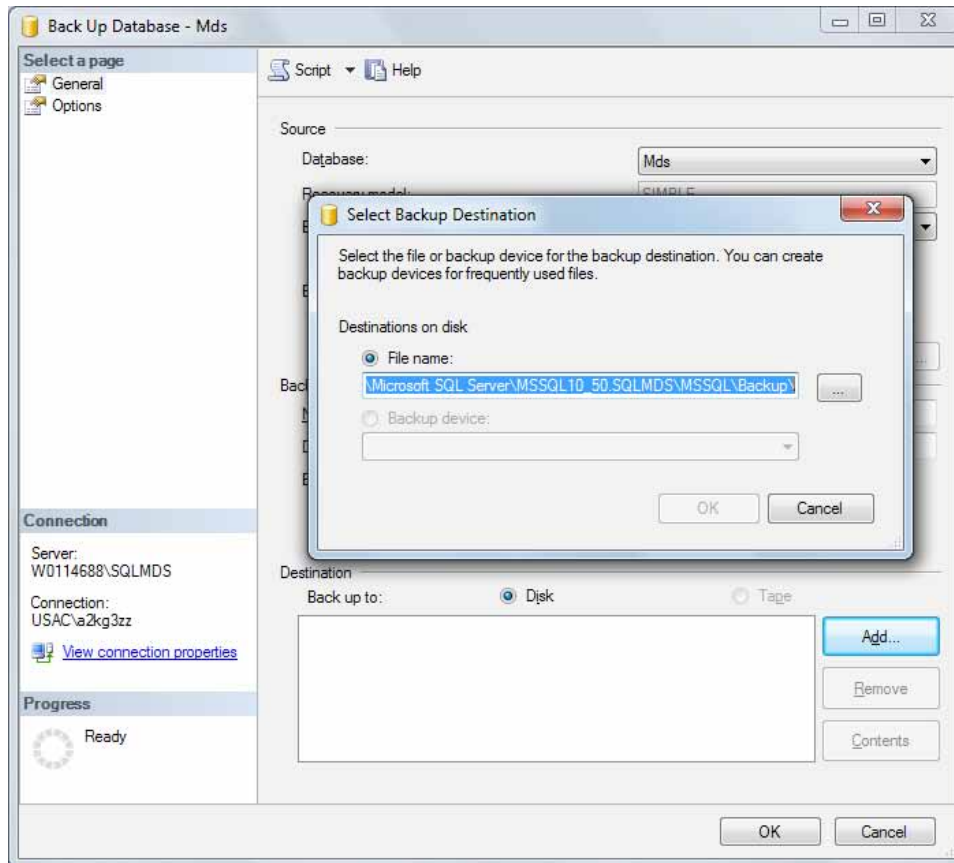 Back Up Database - Mds
Select a page
General
Options
Script
Help
Source
Database:
Mds
Select Backup Destination
Select the file or backup device for the backup destination. You can create
backup devices for frequently used files.
Destinations on disk
File name:
\Microsoft SQL Server\MSSQL10_50.SQLMDS\MSSQL\Backup\
...
Backup device:
OK
Cancel
Connection
Server:
W0114688\SQLMDS
Connection:
USAC\a2kg3zz
View connection properties
Progress
Ready
Destination
Back up to:
Disk
Tape
Add...
Remove
Contents
OK
Cancel